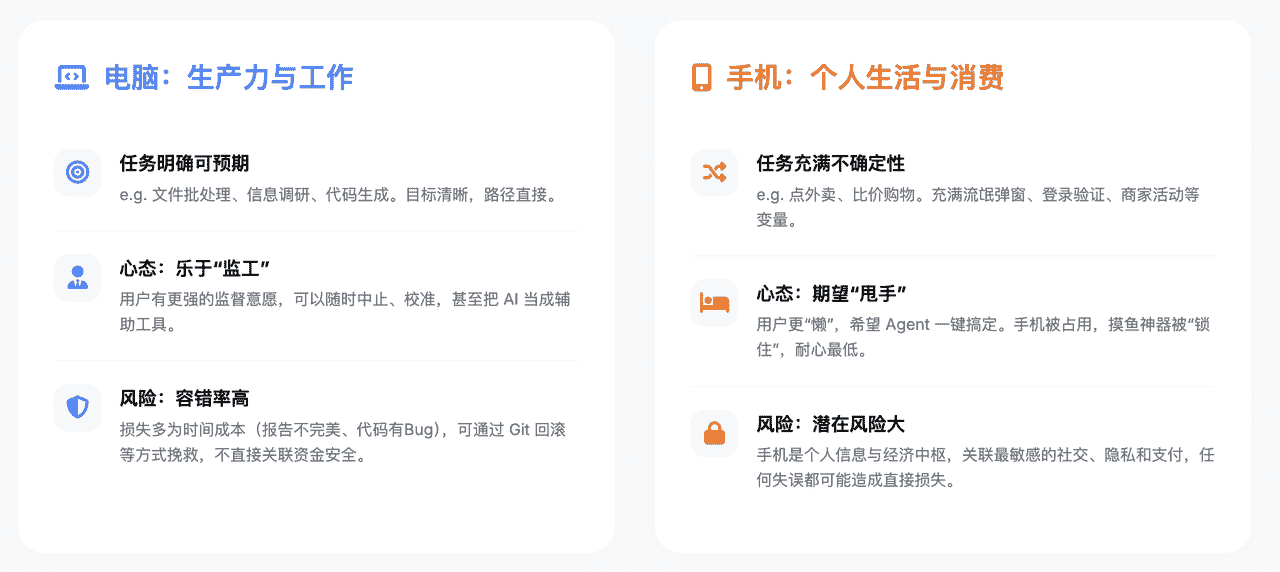 电脑：生产力与工作
任务明确可预期
e.g. 文件批处理、信息调研、代码生成。目标清晰，路径直接。
心态：乐于“监工”
用户有更强的监督意愿，可以随时中止、校准，甚至把 AI 当成辅
助工具。
风险：容错率高
损失多为时间成本（报告不完美、代码有Bug），可通过 Git 回滚
等方式挽救，不直接关联资金安全。
手机：个人生活与消费
任务充满不确定性
e.g. 点外卖、比价购物。充满流氓弹窗、登录验证、商家活动等
变量。
心态：期望“甩手”
用户更“懒”，希望 Agent 一键搞定。手机被占用，摸鱼神器被“锁
住”，耐心最低。
风险：潜在风险大
手机是个人信息与经济中枢，关联最敏感的社交、隐私和支付，任
何失误都可能造成直接损失。